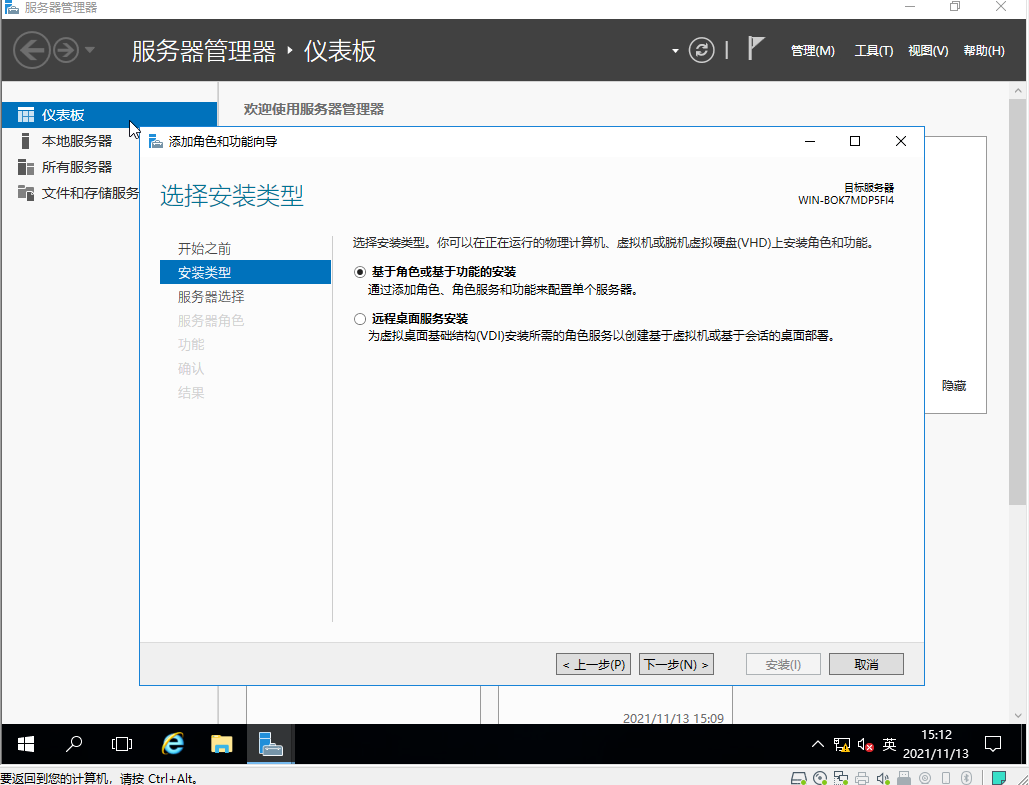 服务器管理器
服务器管理器 · 仪表板
管理(M) 工具(T) 视图(V) 帮助(H)
仪表板
本地服务器
所有服务器
文件和存储服务
欢迎使用服务器管理器
添加角色和功能向导
选择安装类型
目标服务器
WIN-BOK7MDP5FI4
开始之前
安装类型
服务器选择
服务器角色
功能
确认
结果
选择安装类型。你可以在正在运行的物理计算机、虚拟机或脱机虚拟硬盘(VHD)上安装角色和功能。
基于角色或基于功能的安装
通过添加角色、角色服务和功能来配置单个服务器。
远程桌面服务安装
为虚拟桌面基础结构(VDI)安装所需的角色服务以创建基于虚拟机或基于会话的桌面部署。
隐藏
< 上一步(P) 下一步(N) > 安装(I) 取消
2021/11/13 15:09
英
15:12
2021/11/13
要返回到您的计算机，请按 Ctrl+Alt。